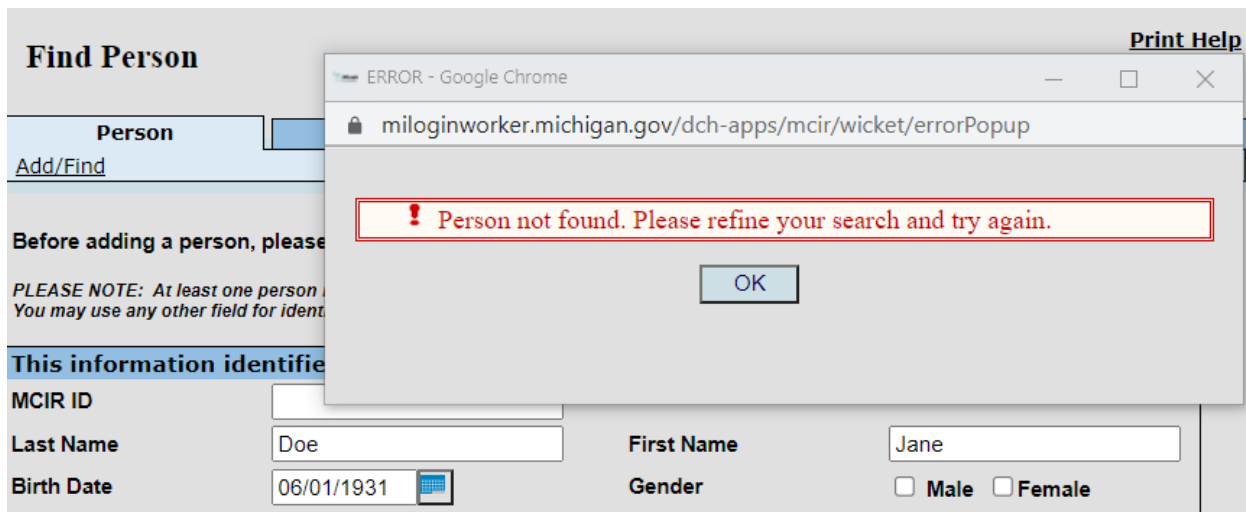 Print Help
Find Person
ERROR - Google Chrome
miloginworker.michigan.gov/dch-apps/mcir/wicket/errorPopup
Person
Add/Find
Person not found. Please refine your search and try again.
Before adding a person, please
OK
PLEASE NOTE: At least one person
You may use any other field for
This information
MCIR ID
Last Name Doe First Name Jane
Birth Date 06/01/1931 Gender Male Female